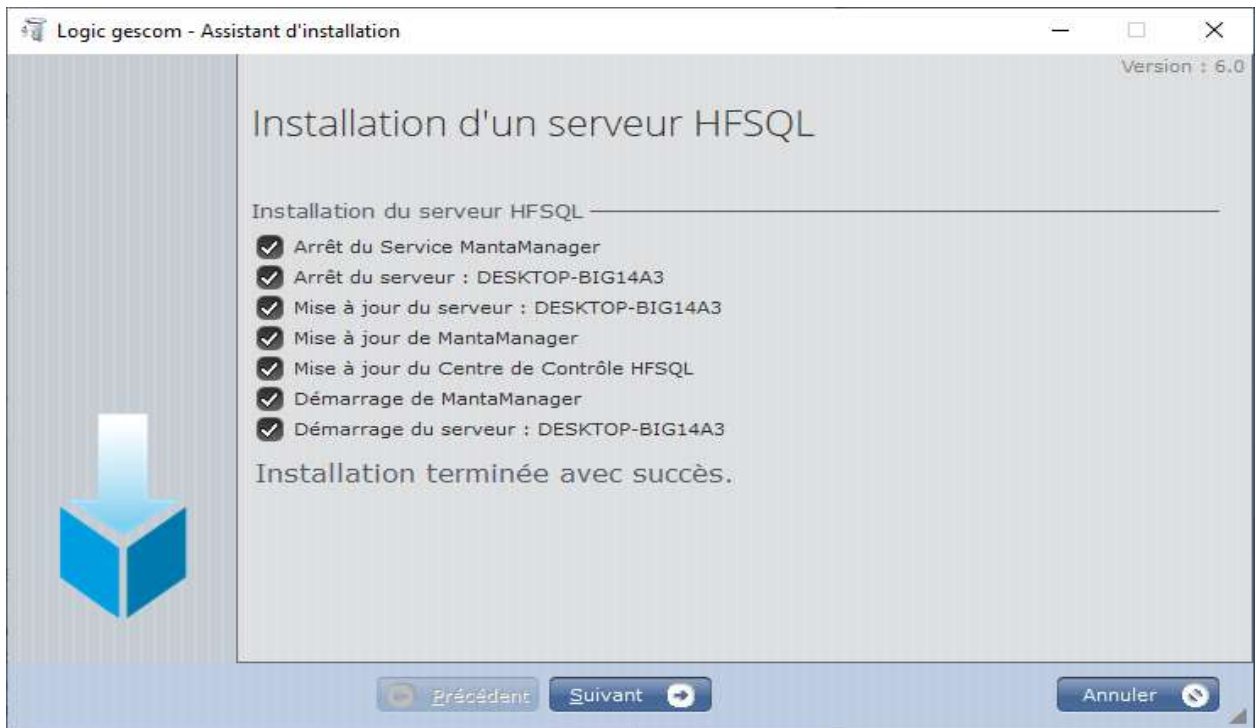 Logic gescom - Assistant d'installation
Version : 6.0
Installation d'un serveur HFSQL
Installation du serveur HFSQL
Arrêt du Service MantaManager
Arrêt du serveur : DESKTOP-BIG14A3
Mise à jour du serveur : DESKTOP-BIG14A3
Mise à jour de MantaManager
Mise à jour du Centre de Contrôle HFSQL
Démarrage de MantaManager
Démarrage du serveur : DESKTOP-BIG14A3
Installation terminée avec succès.
Précédent Suivant Annuler